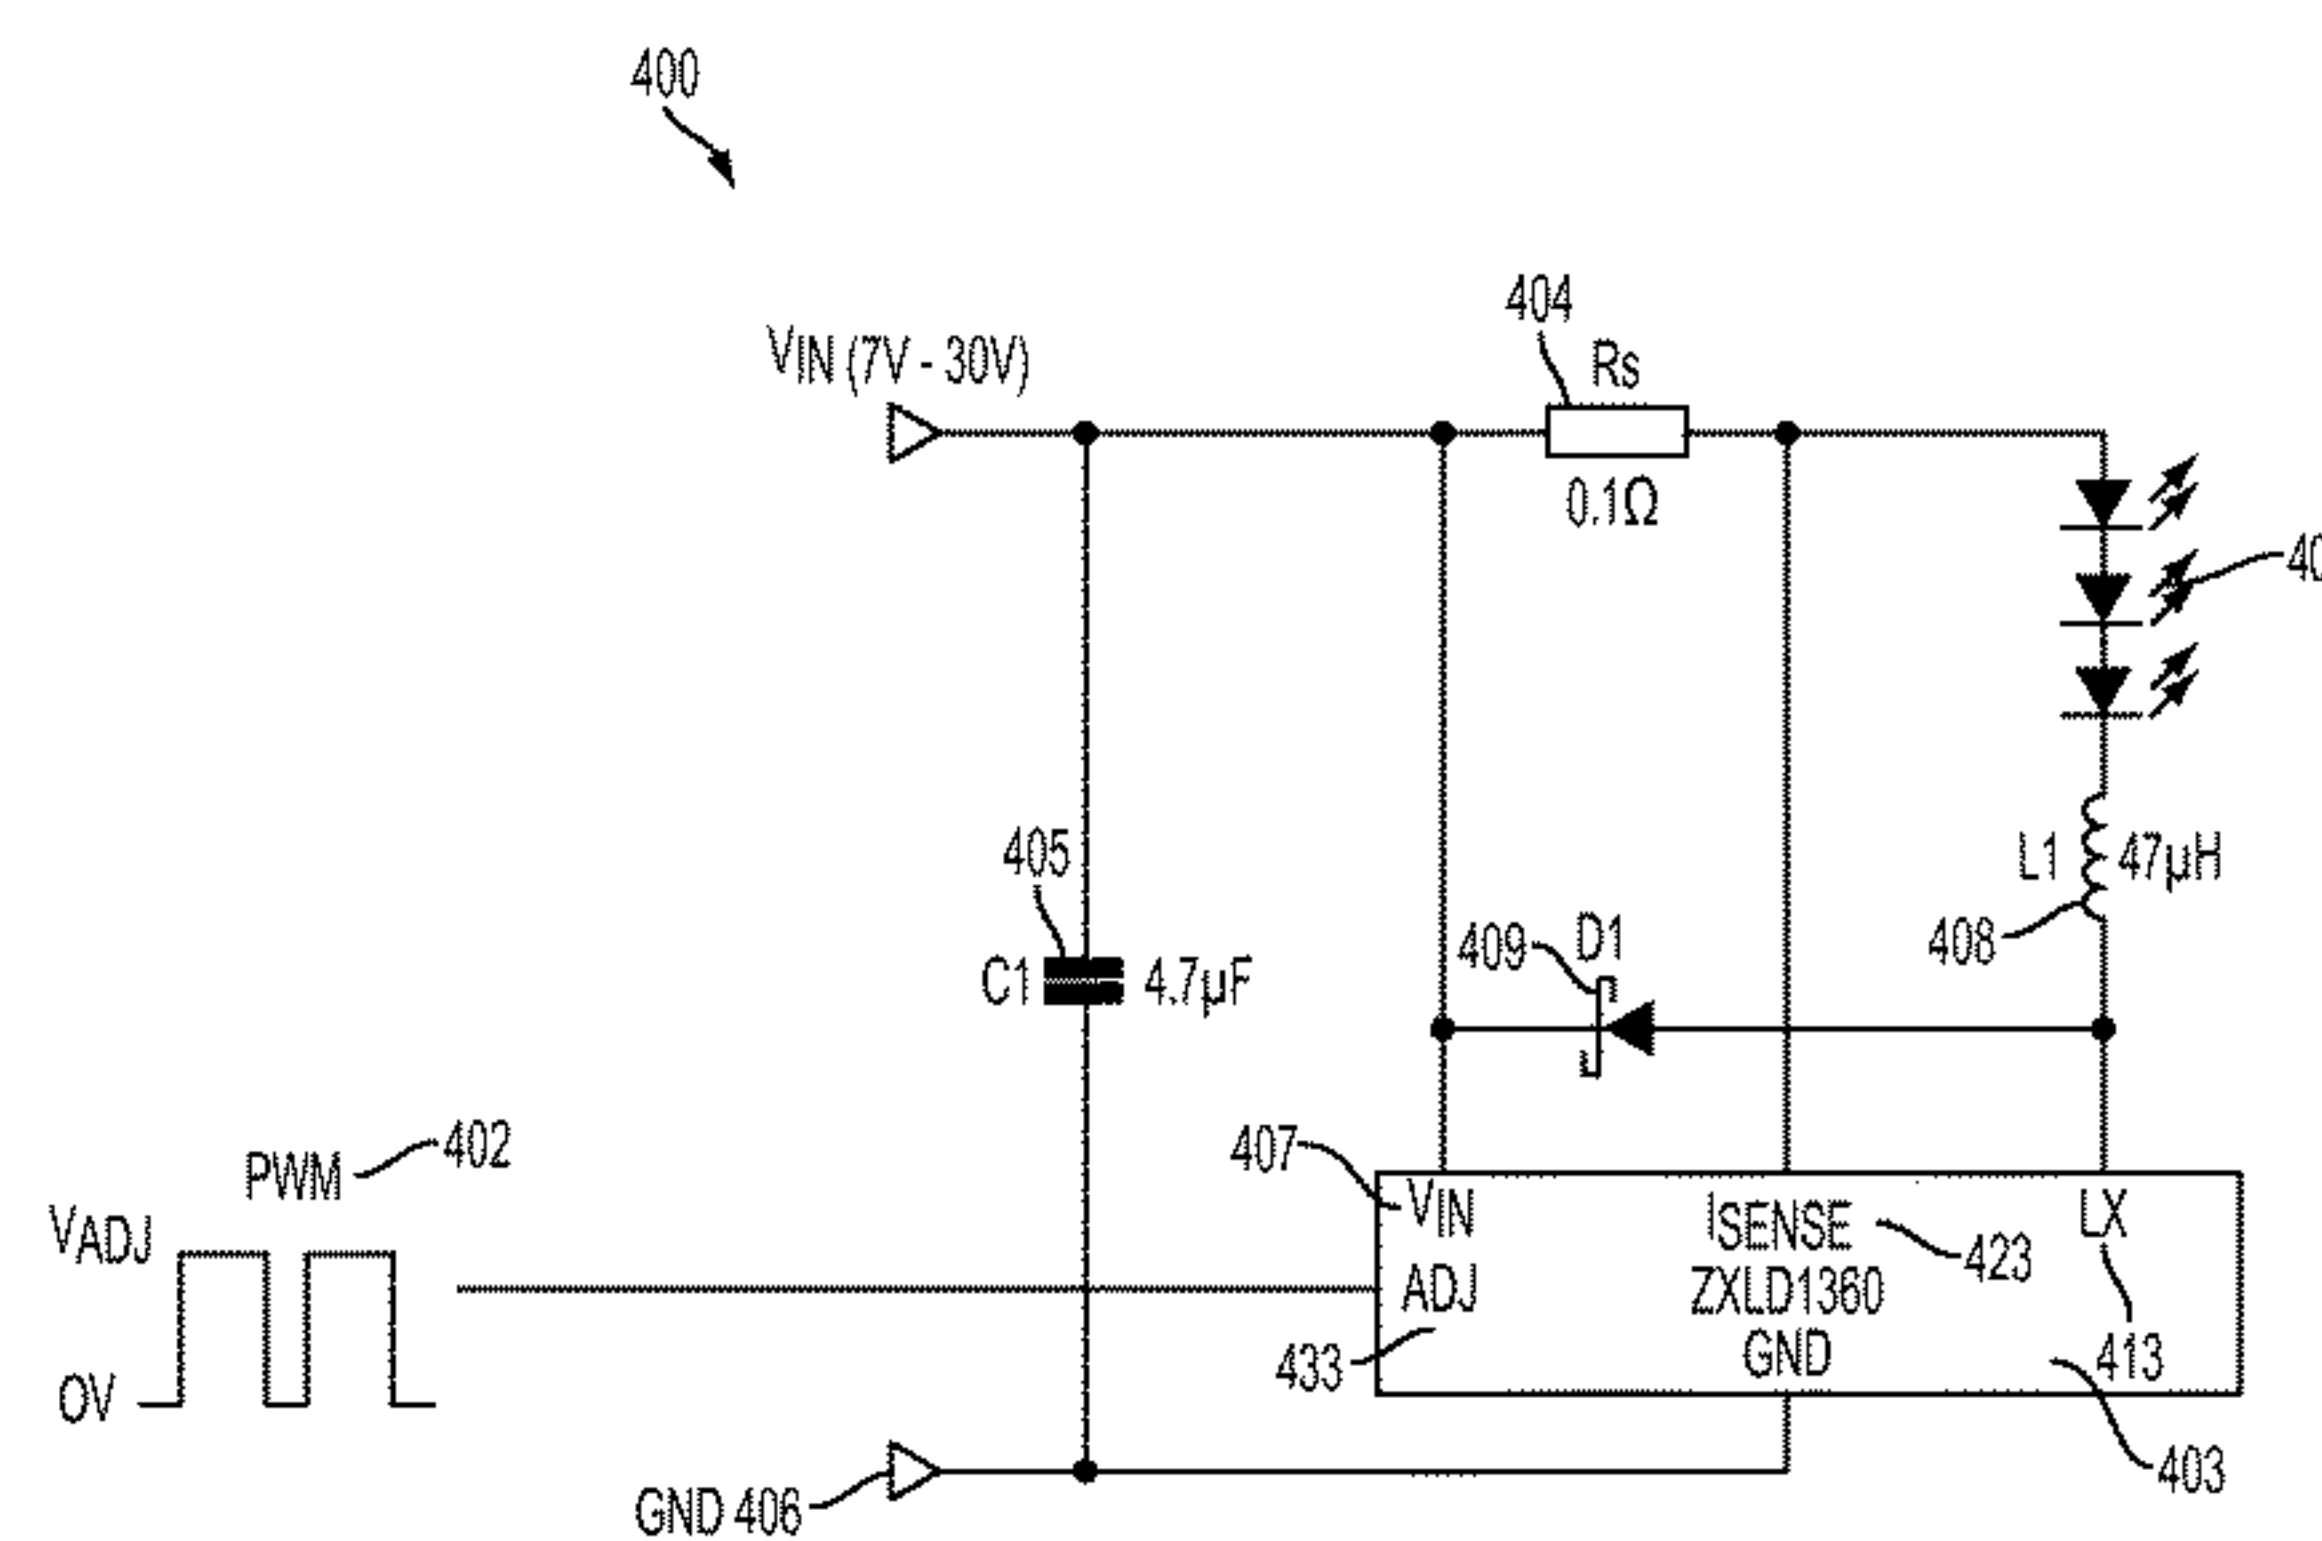 400
404
VIN (7V - 30V)
Rs
0.1Ω
405
L1 47µH
409 D1
408
C1 4.7µF
402
PWM
407
VADJ
VIN ISENSE LX
423
ADJ ZXLD1360
GND
433
413
0V
403
GND 406